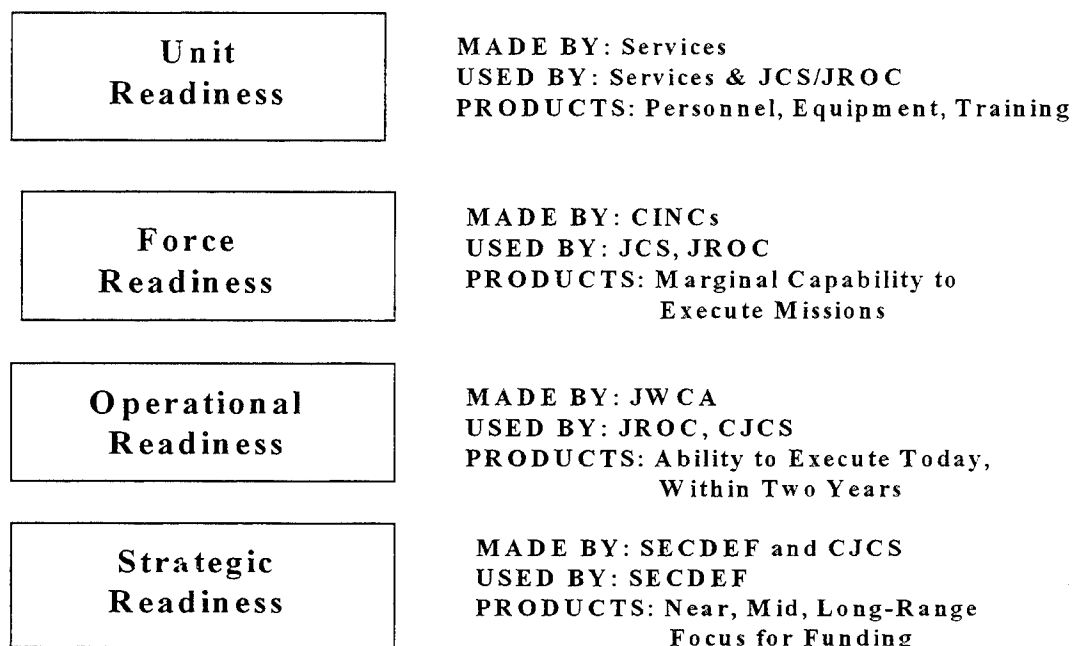 Unit
Readiness
MADE BY: Services
USED BY: Services & JCS/JROC
PRODUCTS: Personnel, Equipment, Training
Force
Readiness
MADE BY: CINCs
USED BY: JCS, JROC
PRODUCTS: Marginal Capability to
Execute Missions
Operational
Readiness
MADE BY: JWCA
USED BY: JROC, CJCS
PRODUCTS: Ability to Execute Today,
Within Two Years
Strategic
Readiness
MADE BY: SECDEF and CJCS
USED BY: SECDEF
PRODUCTS: Near, Mid, Long-Range
Focus for Funding